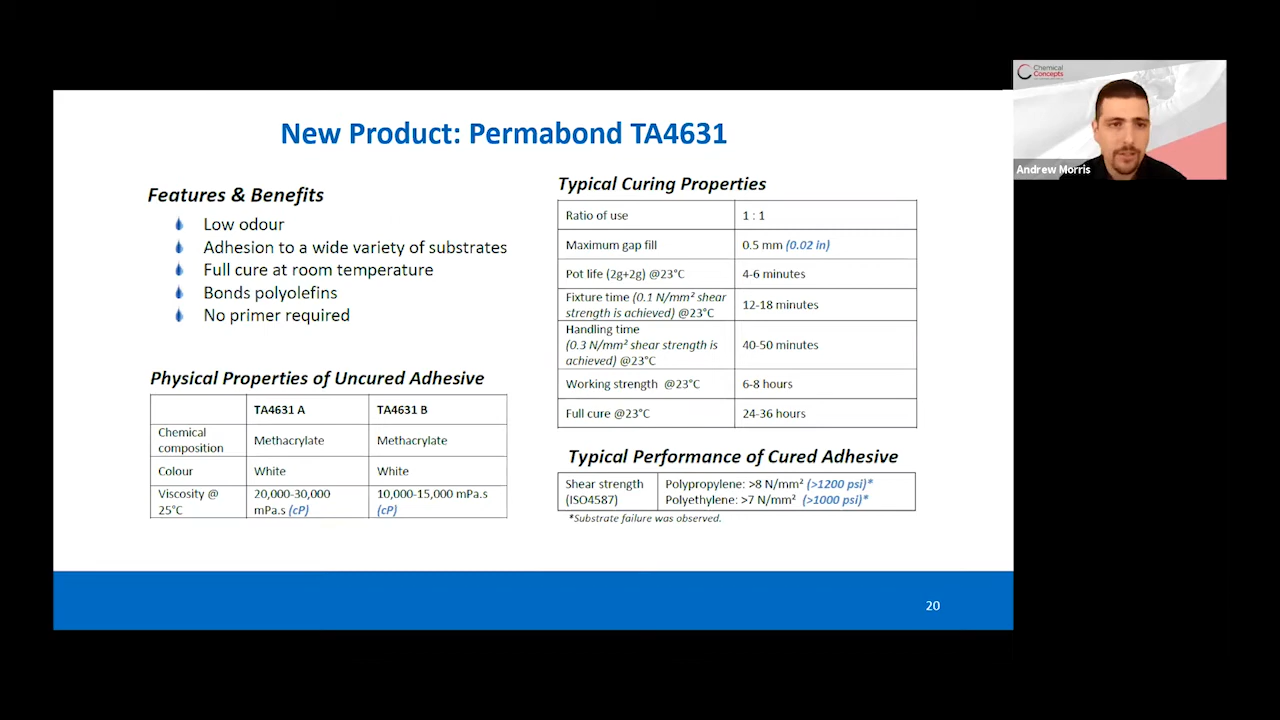 New Product: Permabond TA4631
Features & Benefits
Low odour
Adhesion to a wide variety of substrates
Full cure at room temperature
Bonds polyolefins
No primer required
Physical Properties of Uncured Adhesive
TA4631 A TA4631 B
Chemical
composition Methacrylate Methacrylate
Colour White White
Viscosity @ 20,000-30,000 10,000-15,000 mPa.s
25°C mPa.s (cP) (cP)
Typical Curing Properties
Ratio of use 1 : 1
Maximum gap fill 0.5 mm (0.02 in)
Pot life (2g+2g) @23°C 4-6 minutes
Fixture time (0.1 N/mm² shear
strength is achieved) @23°C 12-18 minutes
Handling time
(0.3 N/mm² shear strength is 40-50 minutes
achieved) @23°C
Working strength @23°C 6-8 hours
Full cure @23°C 24-36 hours
Typical Performance of Cured Adhesive
Shear strength Polypropylene: >8 N/mm² (>1200 psi)*
(ISO4587) Polyethylene: >7 N/mm² (>1000 psi)*
*Substrate failure was observed.
20
Chemical
Concepts
Andrew Morris